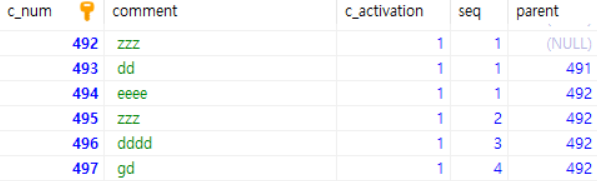 c_num comment c_activation seq parent
492 zzz 1 1 (NULL)
493 dd 1 1 491
494 eeee 1 1 492
495 zzz 1 2 492
496 dddd 1 3 492
497 gd 1 4 492